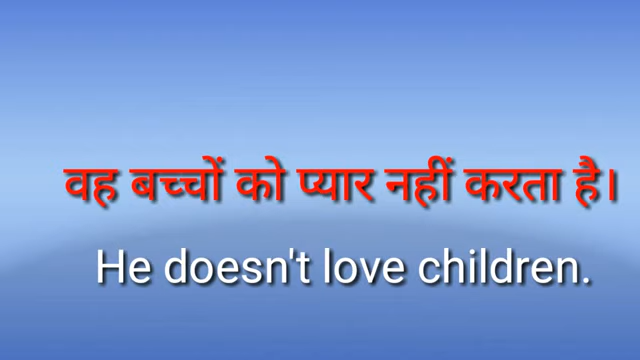 वह बच्चों को प्यार नहीं करता है।
He doesn't love children.